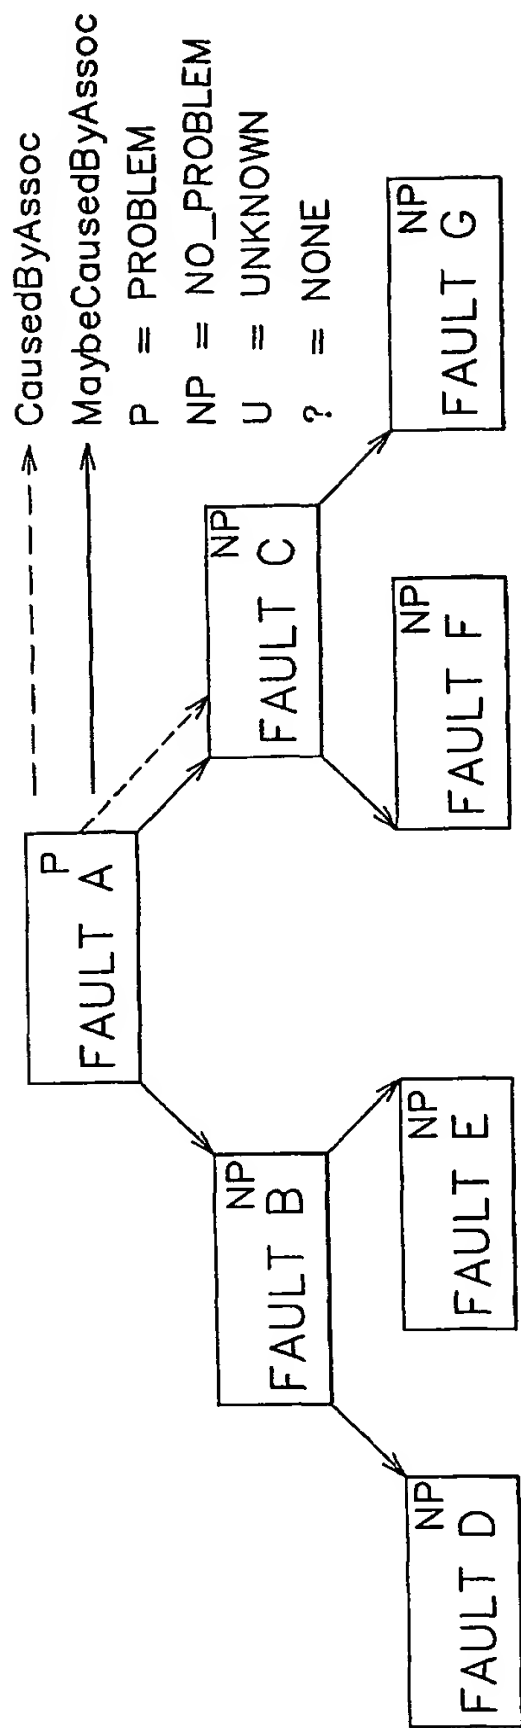 CausedByAssoc
MaybeCausedByAssoc
P = PROBLEM
NP = NO_PROBLEM
U = UNKNOWN
? = NONE
P
FAULT A
NP
FAULT B
NP
FAULT C
NP
FAULT D
NP
FAULT E
NP
FAULT F
NP
FAULT G